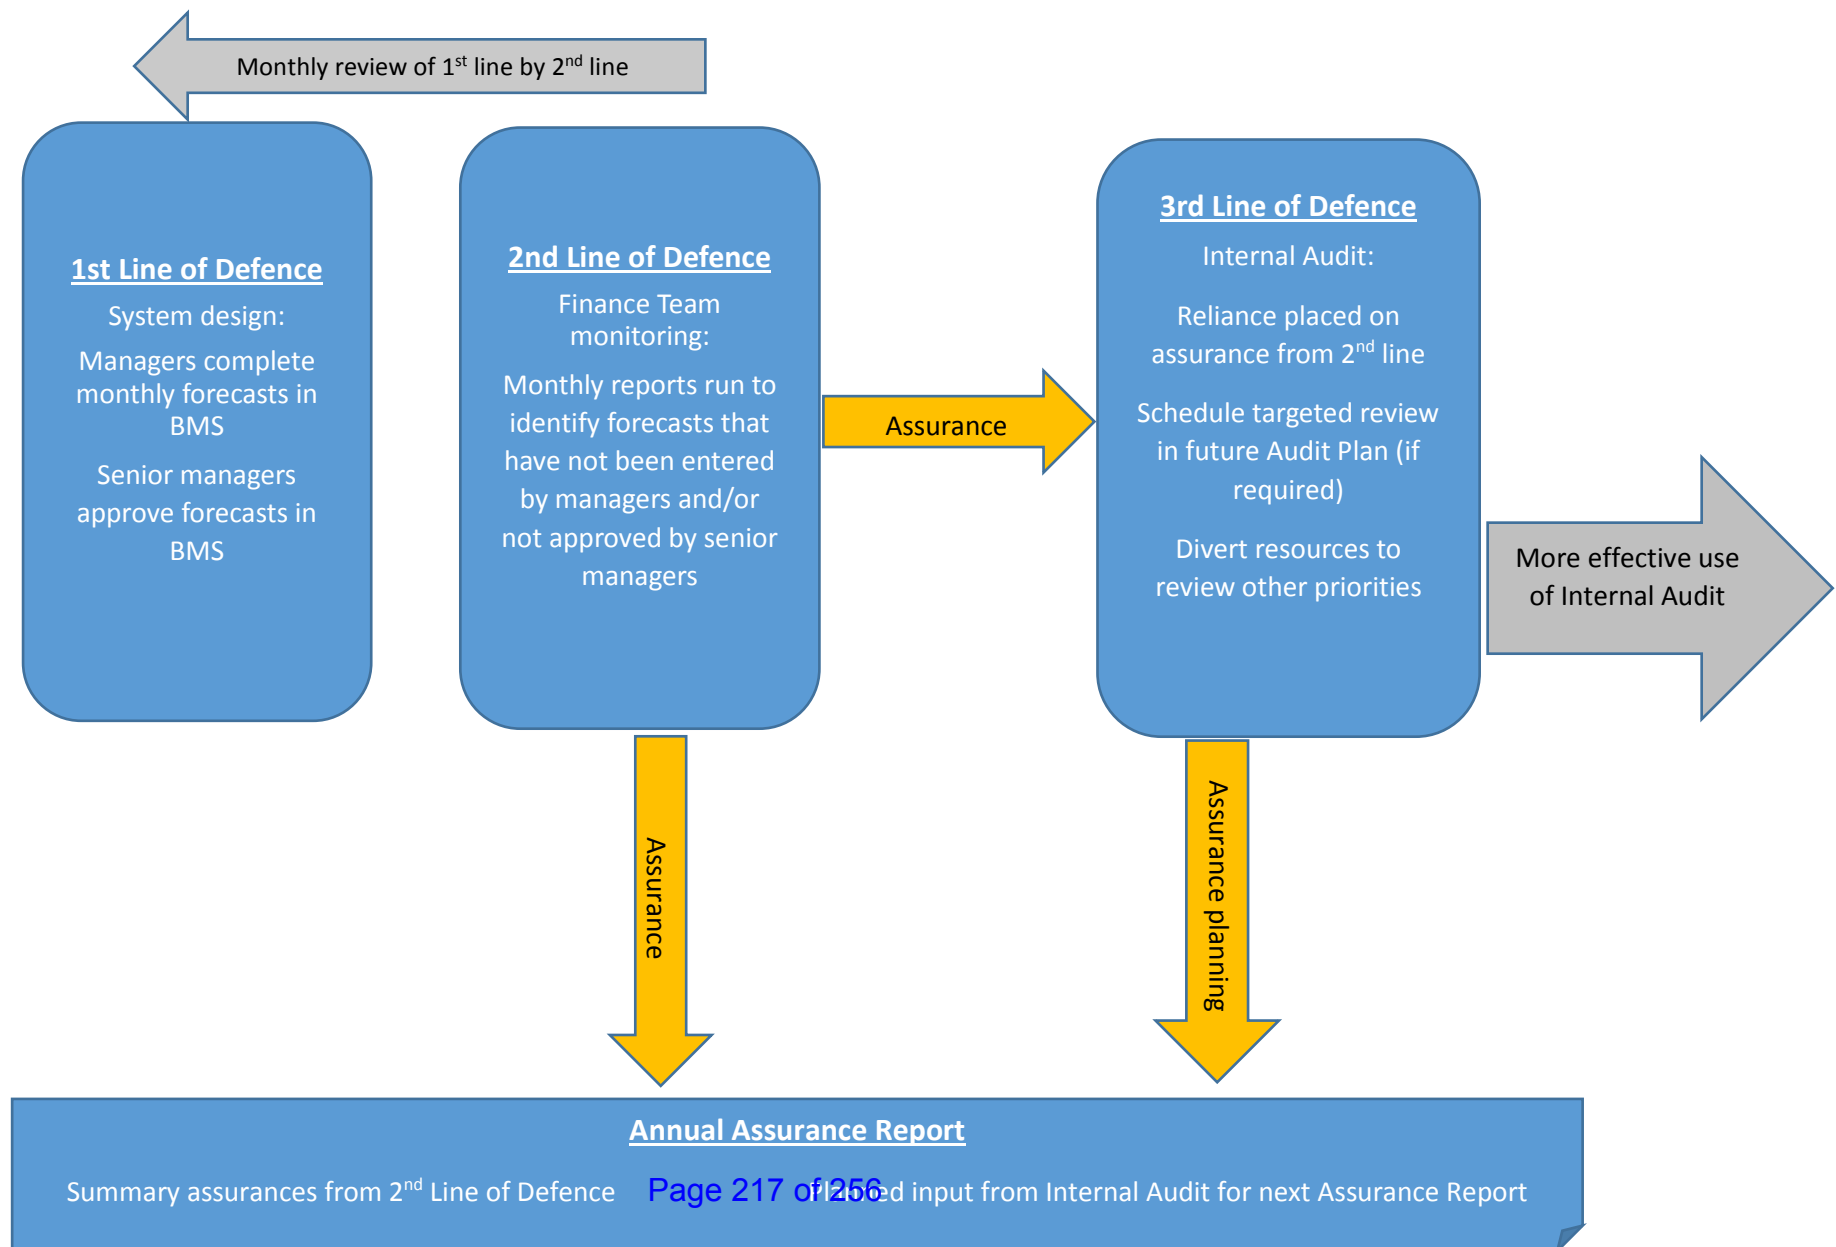 Monthly review of 1st line by 2nd line
1st Line of Defence
System design:
Managers complete
monthly forecasts in
BMS
Senior managers
approve forecasts in
BMS
2nd Line of Defence
Finance Team
monitoring:
Monthly reports run to
identify forecasts that
have not been entered
by managers and/or
not approved by senior
managers
Assurance
3rd Line of Defence
Internal Audit:
Reliance placed on
assurance from 2nd line
Schedule targeted review
in future Audit Plan (if
required)
Divert resources to
review other priorities
More effective use
of Internal Audit
Assurance
Assurance planning
Annual Assurance Report
Summary assurances from 2nd Line of Defence
Page 217 of 256
Planned input from Internal Audit for next Assurance Report